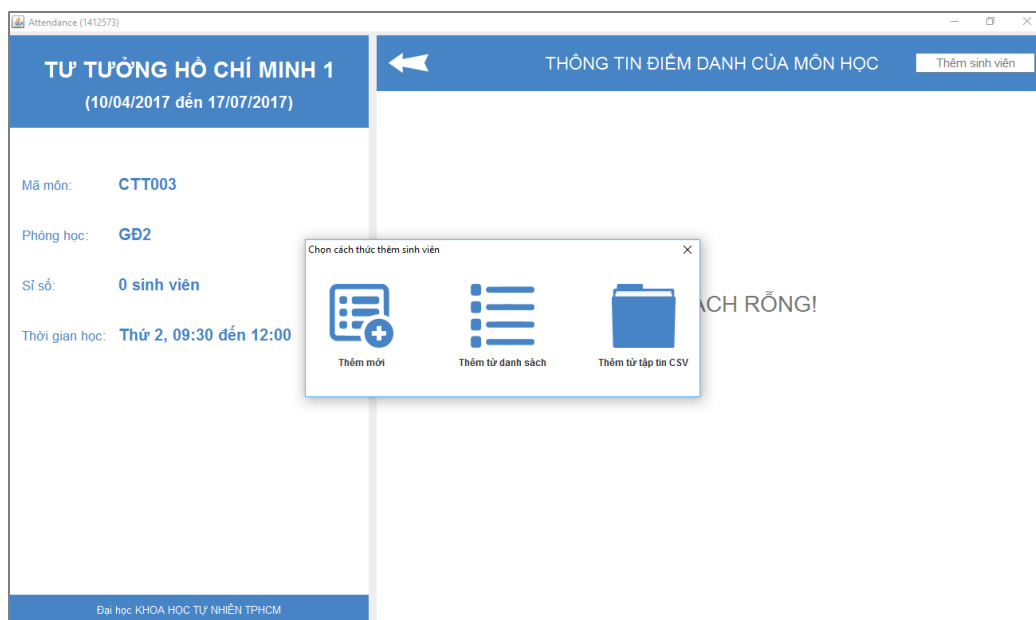 Attendance (1412573)
TƯ TƯỞNG HỒ CHÍ MINH 1
(10/04/2017 đến 17/07/2017)
THÔNG TIN ĐIỂM DANH CỦA MÔN HỌC
Thêm sinh viên
Mã môn: CTT003
Phòng học: GĐ2
Sĩ số: 0 sinh viên
Thời gian học: Thứ 2, 09:30 đến 12:00
Chọn cách thức thêm sinh viên
Thêm mới
Thêm từ danh sách
Thêm từ tập tin CSV
ÁCH RỖNG!
Đại học KHOA HỌC TỰ NHIÊN TPHCM